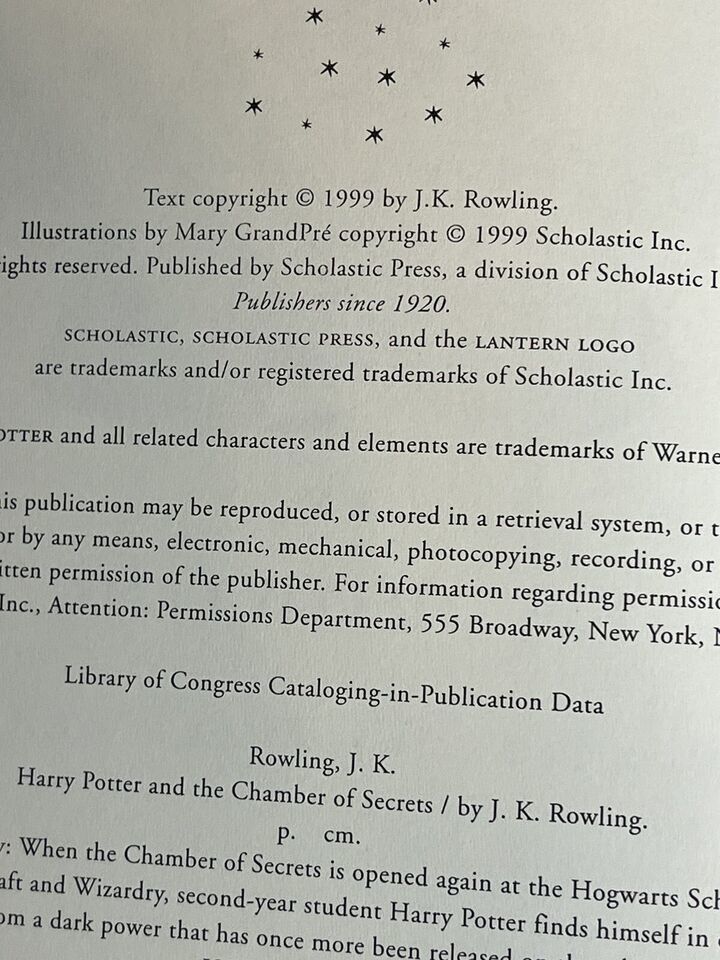 Text copyright © 1999 by J.K. Rowling.
Illustrations by Mary GrandPré copyright © 1999 Scholastic Inc.
ights reserved. Published by Scholastic Press, a division of Scholastic I
Publishers since 1920.
SCHOLASTIC, SCHOLASTIC PRESS, and the LANTERN LOGO
are trademarks and/or registered trademarks of Scholastic Inc.
OTTER and all related characters and elements are trademarks of Warne
is publication may be reproduced, or stored in a retrieval system, or t
or by any means, electronic, mechanical, photocopying, recording, or
itten permission of the publisher. For information regarding permissio
Inc., Attention: Permissions Department, 555 Broadway, New York, N
Library of Congress Cataloging-in-Publication Data
Rowling, J. K.
Harry Potter and the Chamber of Secrets / by J. K. Rowling.
p. cm.
y: When the Chamber of Secrets is opened again at the Hogwarts Sch
aft and Wizardry, second-year student Harry Potter finds himself in
om a dark power that has once more been released